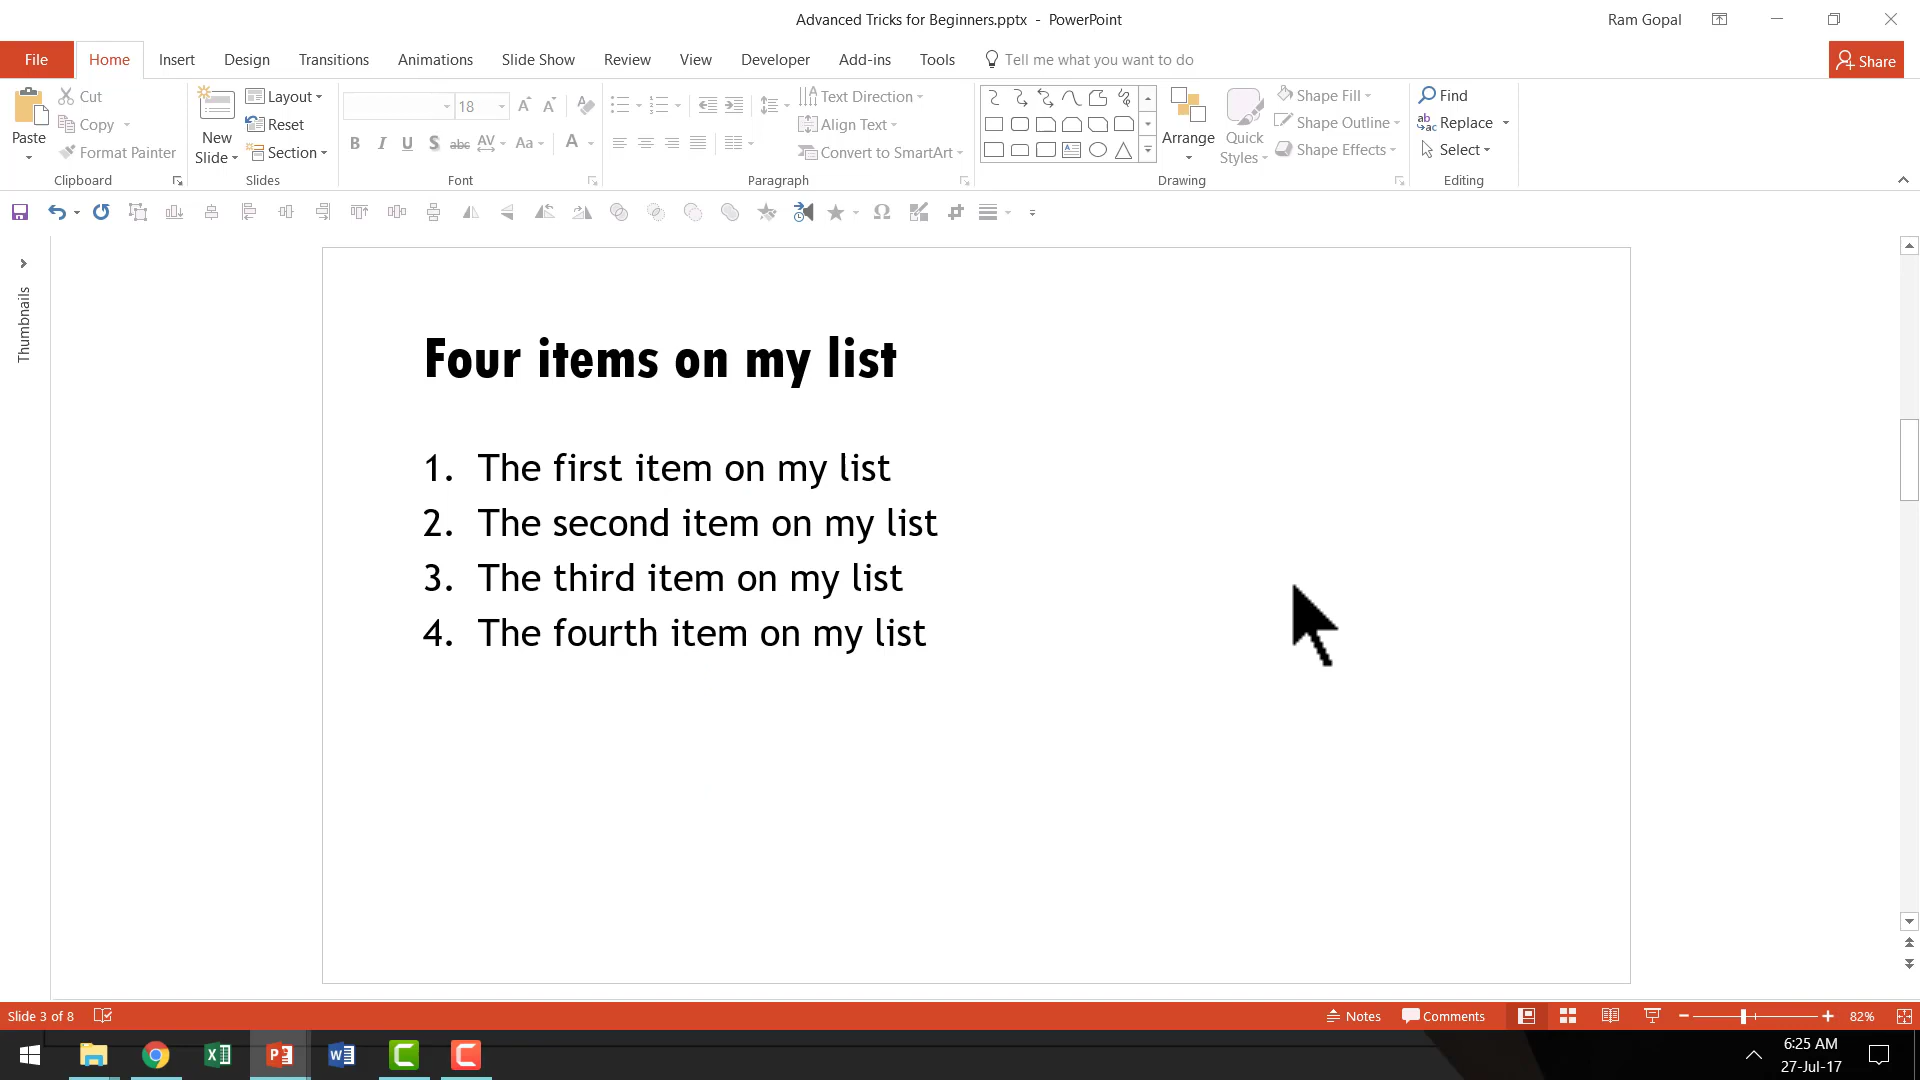 Advanced Tricks for Beginners.pptx - PowerPoint
Ram Gopal
File Home Insert Design Transitions Animations Slide Show Review View Developer Add-ins Tools Tell me what you want to do Share
Paste
Cut
Copy
Format Painter
Clipboard
New Slide
Layout
Reset
Section
Slides
18
B I U S abc AV Aa A
Font
Text Direction
Align Text
Convert to SmartArt
Paragraph
Arrange
Quick Styles
Shape Fill
Shape Outline
Shape Effects
Drawing
Find
Replace
Select
Editing
Thumbnails
Four items on my list
1. The first item on my list
2. The second item on my list
3. The third item on my list
4. The fourth item on my list
Slide 3 of 8
Notes
Comments
82%
6:25 AM
27-Jul-17